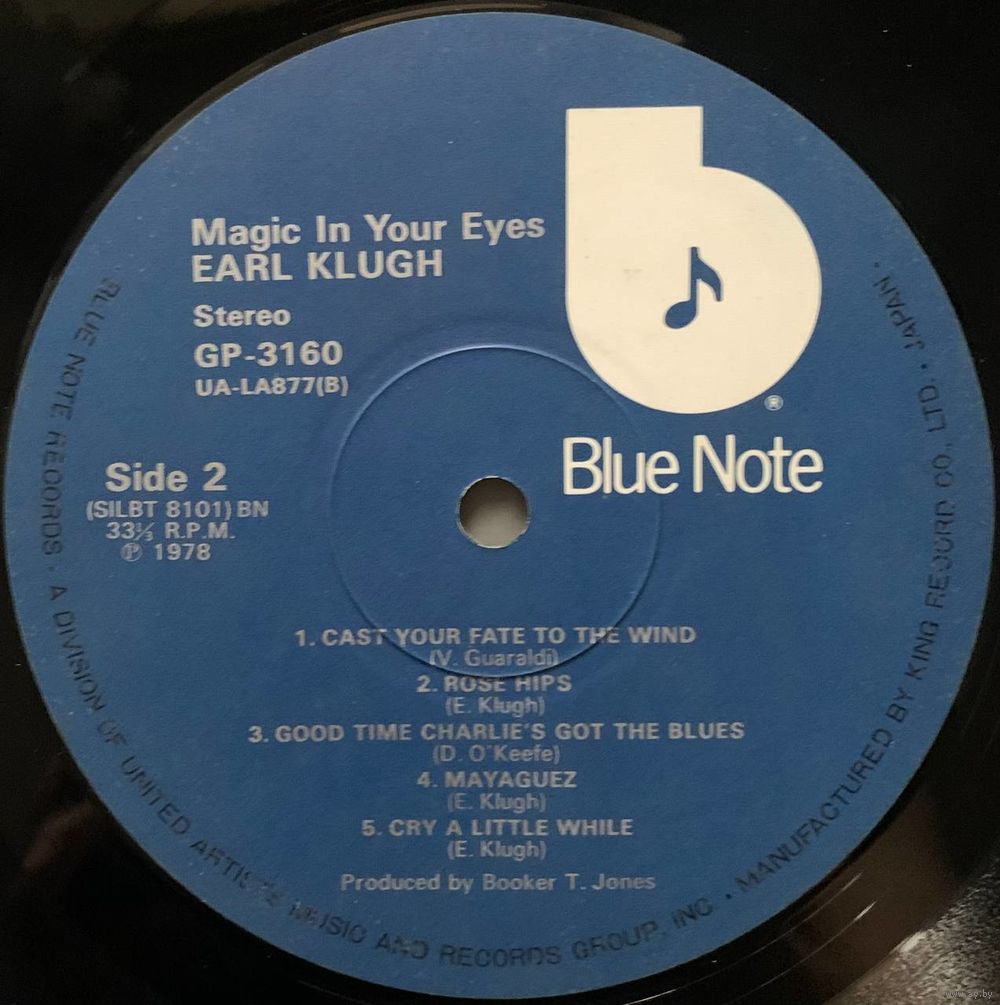 Magic In Your Eyes
EARL KLUGH
Stereo
GP-3160
UA-LA877(B)
Side 2
(SILBT 8101) BN
33⅓ R.P.M.
℗ 1978
®
Blue Note
1. CAST YOUR FATE TO THE WIND
(V. Guaraldi)
2. ROSE HIPS
(E. Klugh)
3. GOOD TIME CHARLIE'S GOT THE BLUES
(D. O'Keefe)
4. MAYAGUEZ
(E. Klugh)
5. CRY A LITTLE WHILE
(E. Klugh)
Produced by Booker T. Jones
BLUE NOTE RECORDS · A DIVISION OF UNITED ARTISTS MUSIC AND RECORDS GROUP, INC · MANUFACTURED BY KING RECORD CO., LTD · JAPAN ·
www.ay.by